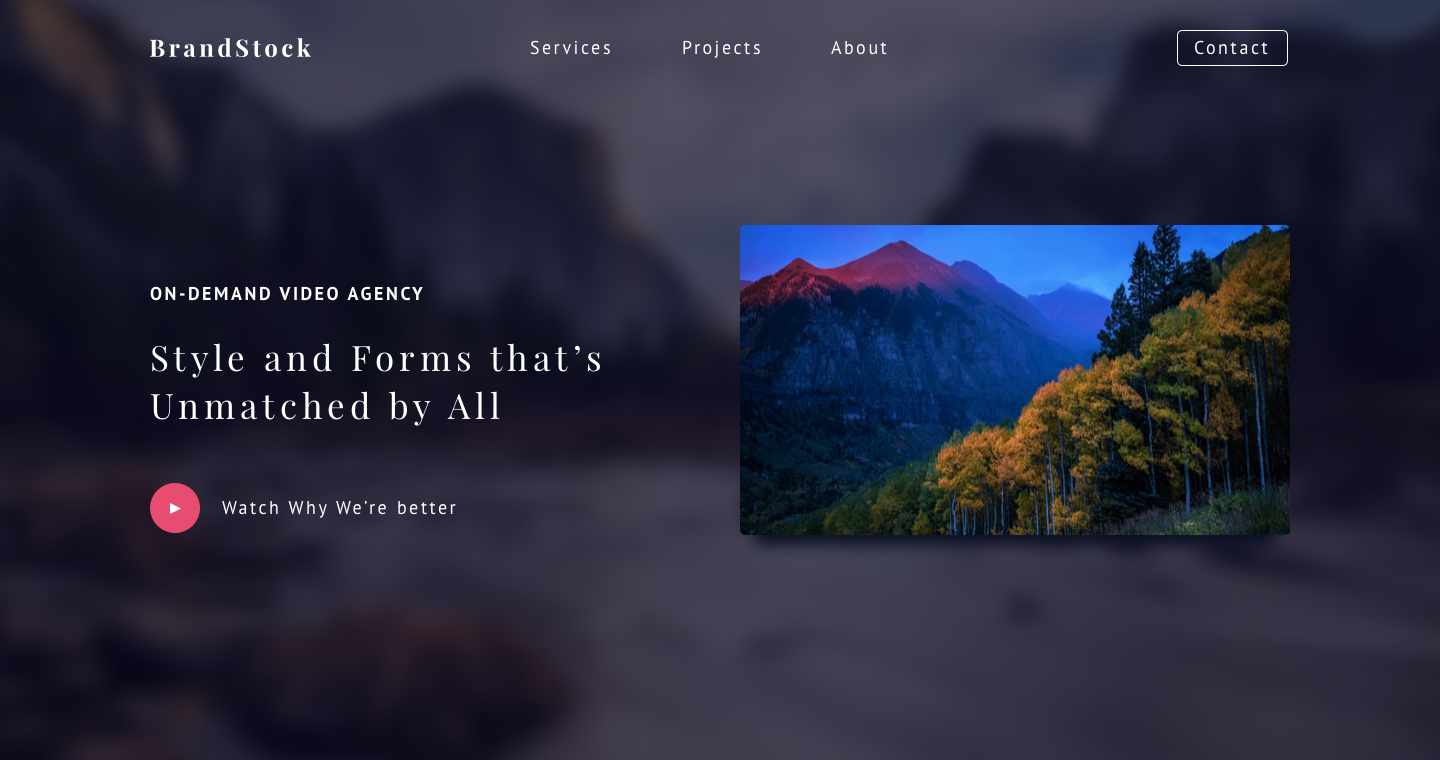 BrandStock
Services
Projects
About
Contact
ON-DEMAND VIDEO AGENCY
Style and Forms that’s
Unmatched by All
Watch Why We’re better